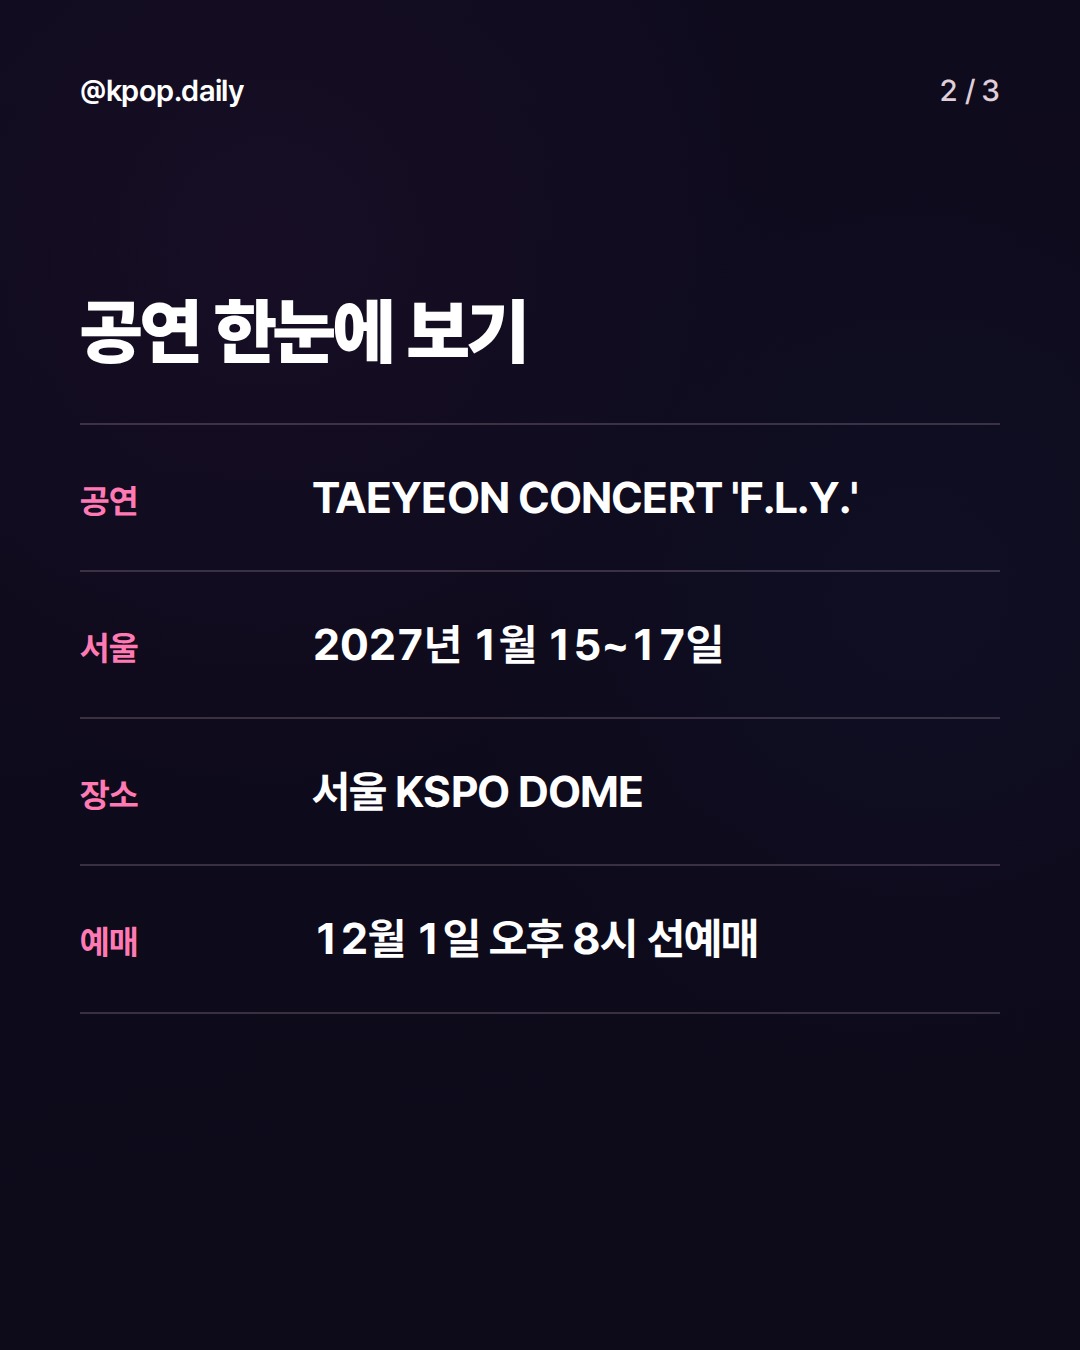 @kpop.daily
2 / 3
공연 한눈에 보기
공연
TAEYEON CONCERT 'F.L.Y.'
서울
2027년 1월 15~17일
장소
서울 KSPO DOME
예매
12월 1일 오후 8시 선예매